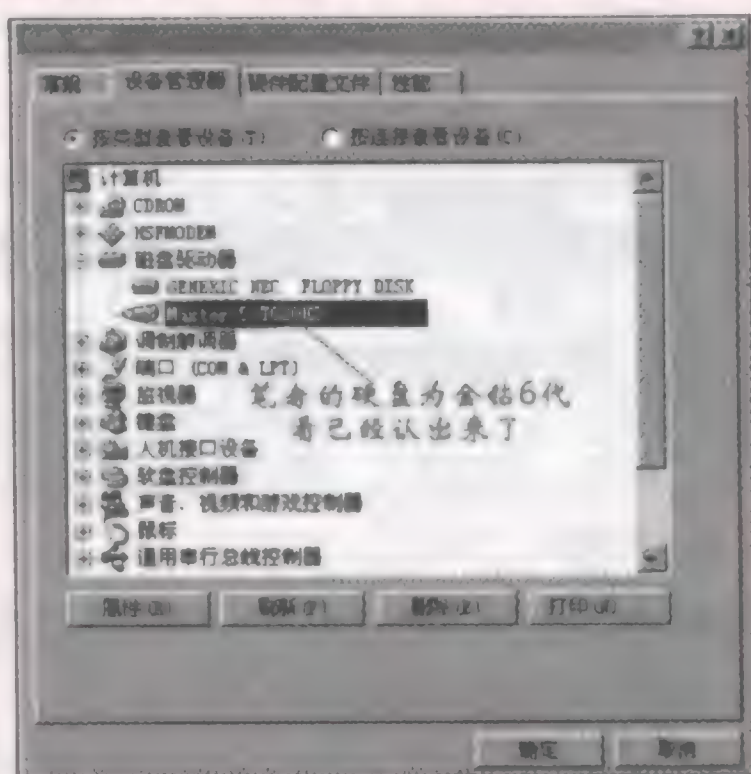 常规 设备管理器 硬件配置文件 性能
按类型查看设备(T) 按连接查看设备(C)
计算机
CDROM
HSFMODEM
磁盘驱动器
GENERIC NEC FLOPPY DISK
调制解调器
端口 (COM & LPT)
监视器
笔者的硬盘为金钻6代
键盘
看已经认出来了
人机接口设备
软盘控制器
声音、视频和游戏控制器
鼠标
通用串行总线控制器
属性(R) 刷新(F) 删除(E) 打印(N)
确定 取消